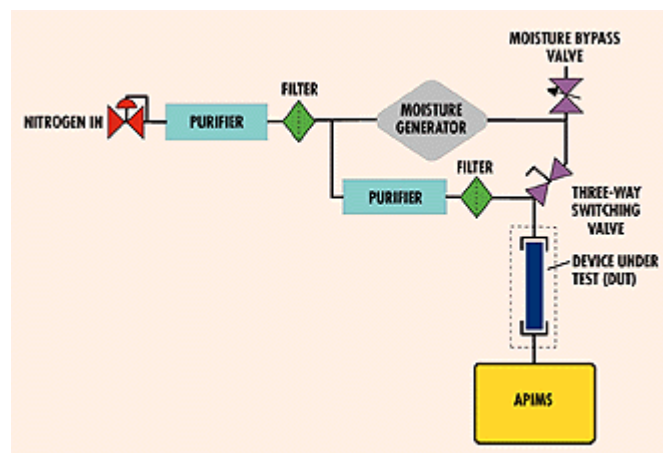 MOISTURE BYPASS
VALVE
FILTER
NITROGEN IN
PURIFIER
MOISTURE
GENERATOR
FILTER
PURIFIER
THREE-WAY
SWITCHING
VALVE
DEVICE UNDER
TEST (DUT)
APIMS